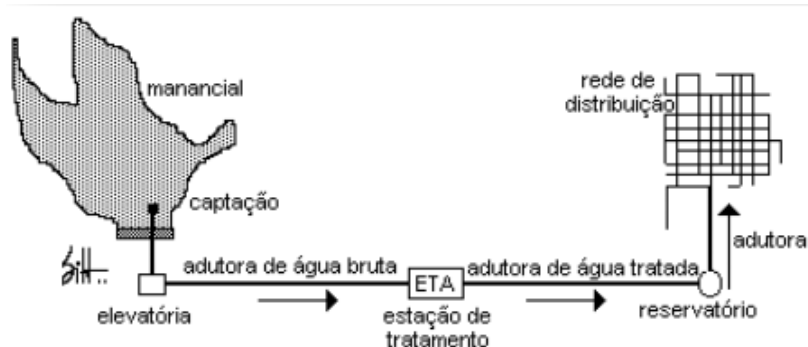 manancial
captação
rede de
distribuição
adutora
adutora de água bruta
ETA
adutora de água tratada
elevatória
estação de
tratamento
reservatório